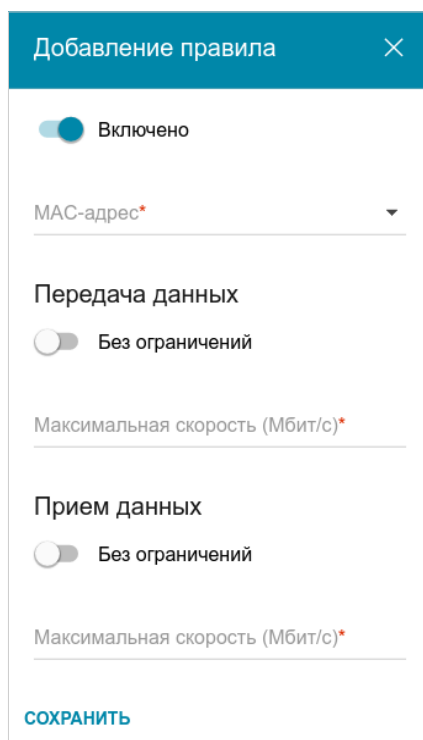 Добавление правила
Включено
MAC-адрес*
Передача данных
Без ограничений
Максимальная скорость (Мбит/с)*
Прием данных
Без ограничений
Максимальная скорость (Мбит/с)*
СОХРАНИТЬ